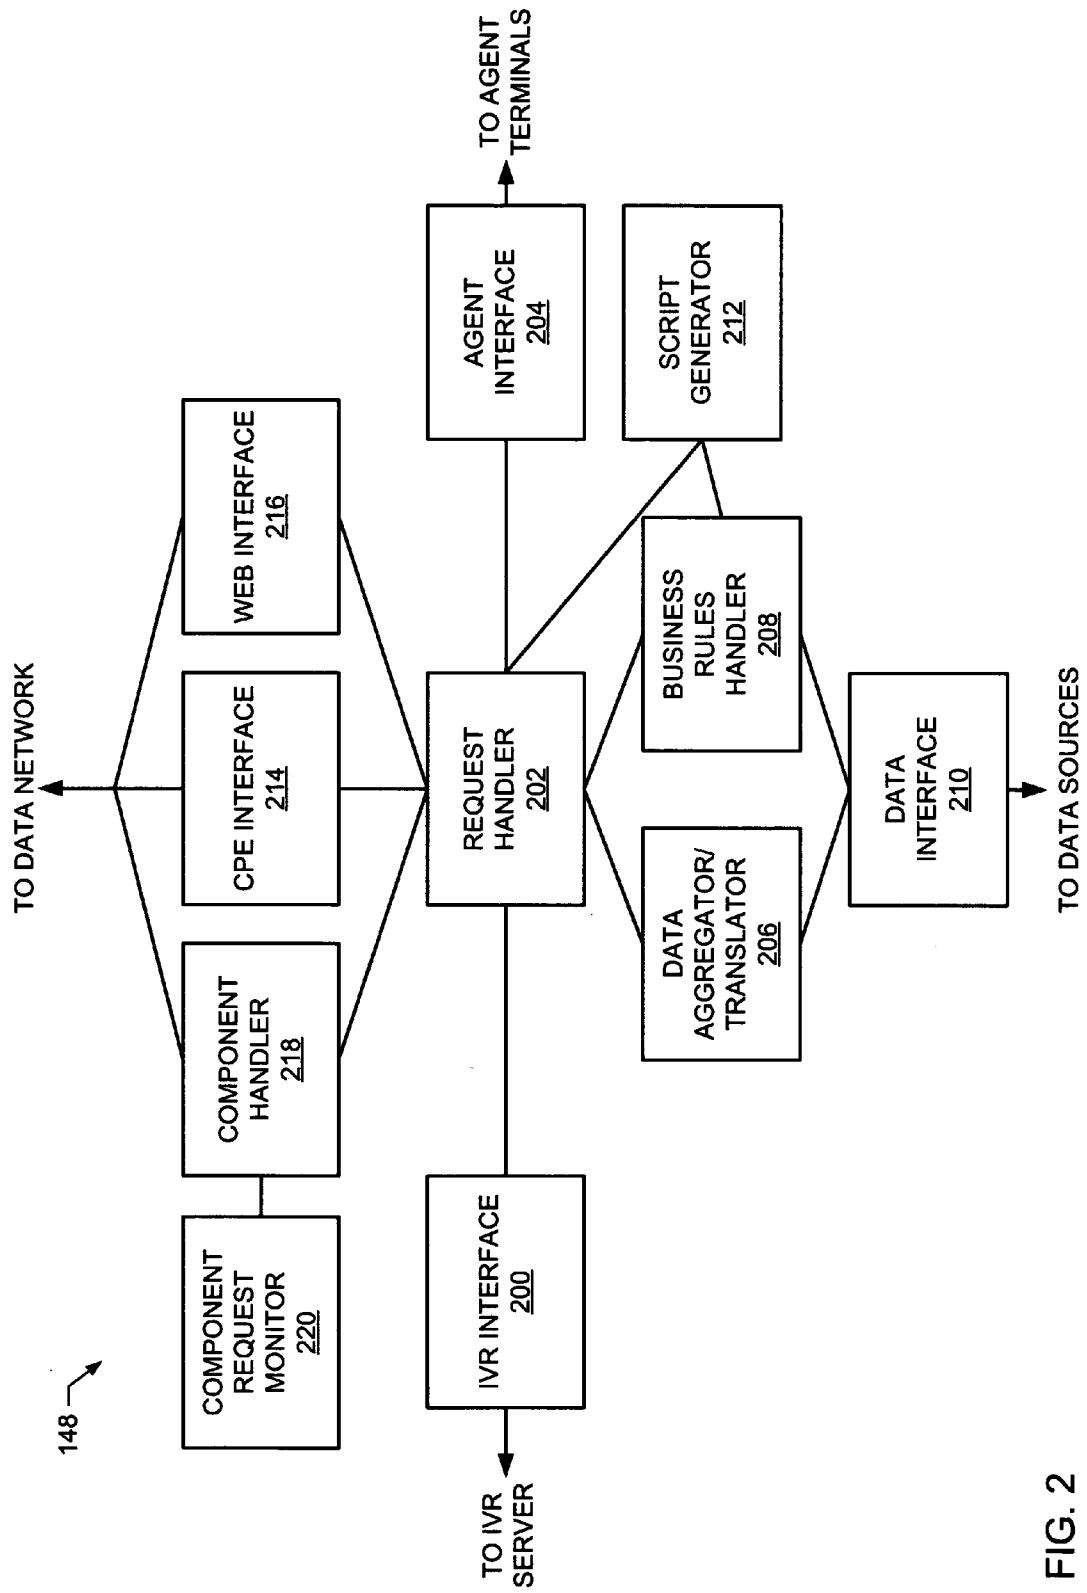 148
TO DATA NETWORK
COMPONENT
REQUEST
MONITOR
220
COMPONENT
HANDLER
218
CPE INTERFACE
214
WEB INTERFACE
216
TO IVR
SERVER
IVR INTERFACE
200
REQUEST
HANDLER
202
AGENT
INTERFACE
204
TO AGENT
TERMINALS
DATA
AGGREGATOR/
TRANSLATOR
206
BUSINESS
RULES
HANDLER
208
SCRIPT
GENERATOR
212
DATA
INTERFACE
210
TO DATA SOURCES
FIG. 2